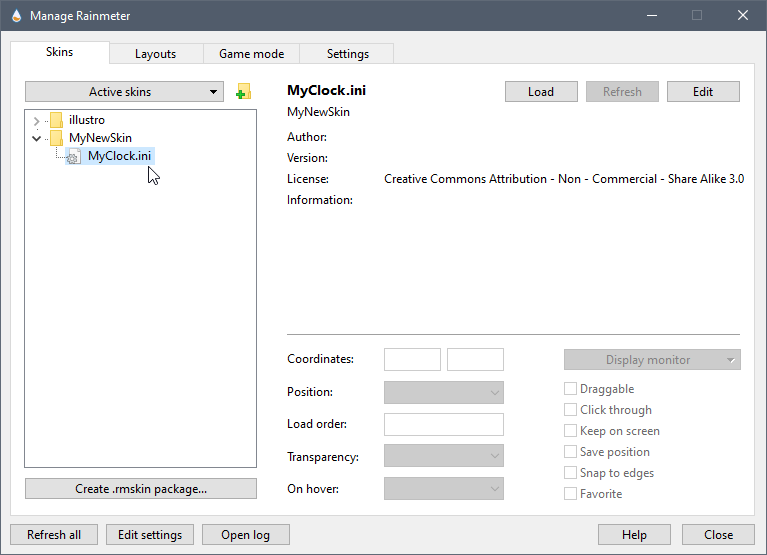 Manage Rainmeter
Skins
Layouts
Game mode
Settings
Active skins
illustro
MyNewSkin
MyClock.ini
Create .rmskin package...
MyClock.ini
Load
Refresh
Edit
MyNewSkin
Author:
Version:
License: Creative Commons Attribution - Non - Commercial - Share Alike 3.0
Information:
Coordinates:
Display monitor
Position:
Draggable
Click through
Load order:
Keep on screen
Transparency:
Save position
Snap to edges
On hover:
Favorite
Refresh all
Edit settings
Open log
Help
Close